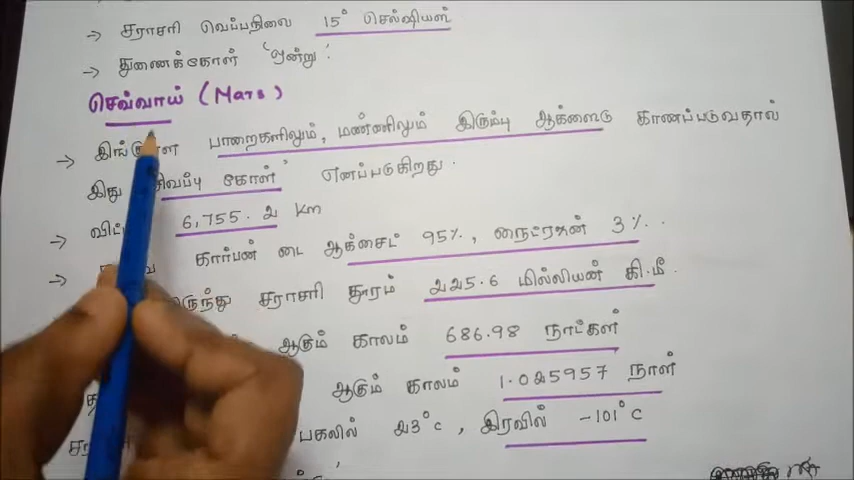 → சராசரி வெப்பநிலை 15° செல்ஷியஸ்
→ துணைக்கோள் 'ஒன்று'.
செவ்வாய் (Mars)
→ பாறைகளிலும், மண்ணிலும் இரும்பு ஆக்ஸைடு காணப்படுவதால்
இது சிவப்பு கோள்' எனப்படுகிறது.
→ 6,755.2 km
→ கார்பன் டை ஆக்சைட் 95%, நைட்ரஜன் 3%.
சராசரி தூரம் 225.6 மில்லியன் கி.மீ.
ஆகும் காலம் 686.98 நாட்கள்
ஆகும் காலம் 1.025957 நாள்
பகலில் 23°c, இரவில் -101°c